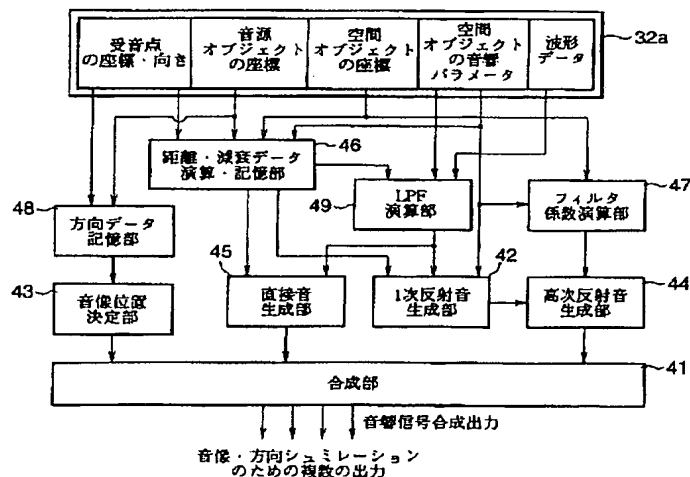 受音点
の座標・向き
音源
オブジェクト
の座標
空間
オブジェクト
の座標
空間
オブジェクト
の音響
パラメータ
波形
データ
32a
距離・減衰データ
演算・記憶部
46
48
方向データ
記憶部
49
LPF
演算部
47
フィルタ
係数演算部
43
音像位置
決定部
45
直接音
生成部
42
1次反射音
生成部
44
高次反射音
生成部
合成部
41
音響信号合成出力
音像・方向シュミレーション
のための複数の出力